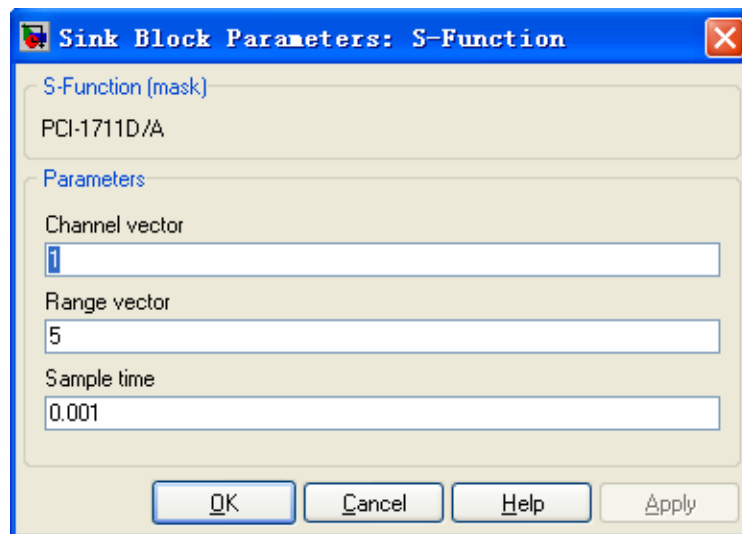 Sink Block Parameters: S-Function
S-Function (mask)
PCI-1711D/A
Parameters
Channel vector
1
Range vector
5
Sample time
0.001
OK
Cancel
Help
Apply